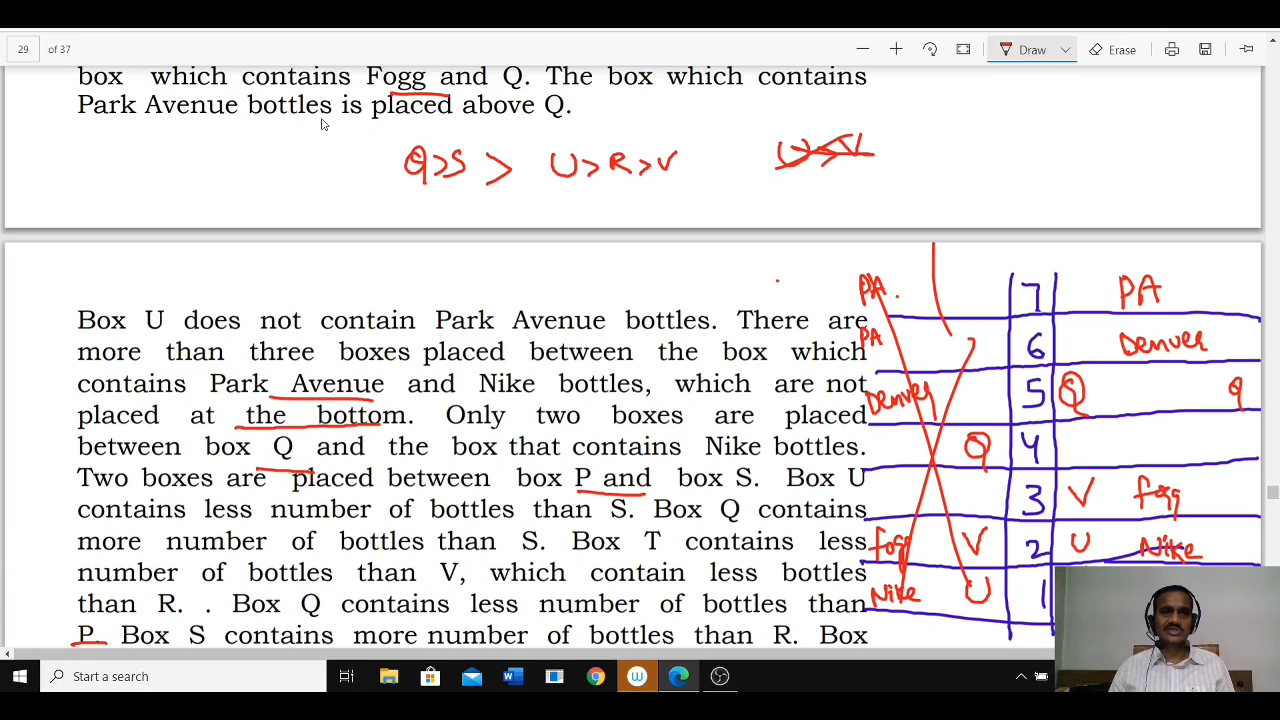 29 of 37 Draw Erase
box which contains Fogg and Q. The box which contains
Park Avenue bottles is placed above Q.
Q>S > U>R>V U>V
Box U does not contain Park Avenue bottles. There are
more than three boxes placed between the box which
contains Park Avenue and Nike bottles, which are not
placed at the bottom. Only two boxes are placed
between box Q and the box that contains Nike bottles.
Two boxes are placed between box P and box S. Box U
contains less number of bottles than S. Box Q contains
more number of bottles than S. Box T contains less
number of bottles than V, which contain less bottles
than R. . Box Q contains less number of bottles than
P. Box S contains more number of bottles than R. Box
PA 7 PA
PA 6 Denver
Denver 5 Q Q
Q 4
3 V Fogg
Fogg V 2 U Nike
Nike U 1
Type here to search